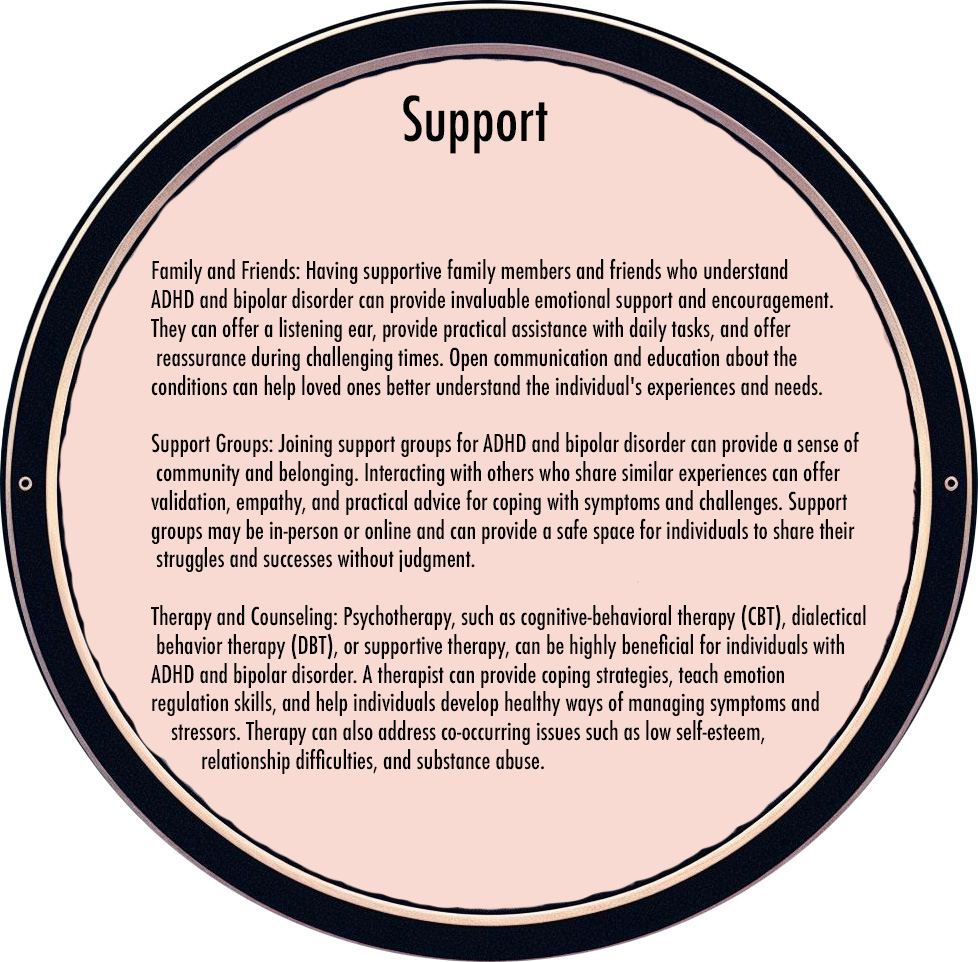 Support
Family and Friends: Having supportive family members and friends who understand
ADHD and bipolar disorder can provide invaluable emotional support and encouragement.
They can offer a listening ear, provide practical assistance with daily tasks, and offer
reassurance during challenging times. Open communication and education about the
conditions can help loved ones better understand the individual's experiences and needs.
Support Groups: Joining support groups for ADHD and bipolar disorder can provide a sense of
community and belonging. Interacting with others who share similar experiences can offer
validation, empathy, and practical advice for coping with symptoms and challenges. Support
groups may be in-person or online and can provide a safe space for individuals to share their
struggles and successes without judgment.
Therapy and Counseling: Psychotherapy, such as cognitive-behavioral therapy (CBT), dialectical
behavior therapy (DBT), or supportive therapy, can be highly beneficial for individuals with
ADHD and bipolar disorder. A therapist can provide coping strategies, teach emotion
regulation skills, and help individuals develop healthy ways of managing symptoms and
stressors. Therapy can also address co-occurring issues such as low self-esteem,
relationship difficulties, and substance abuse.